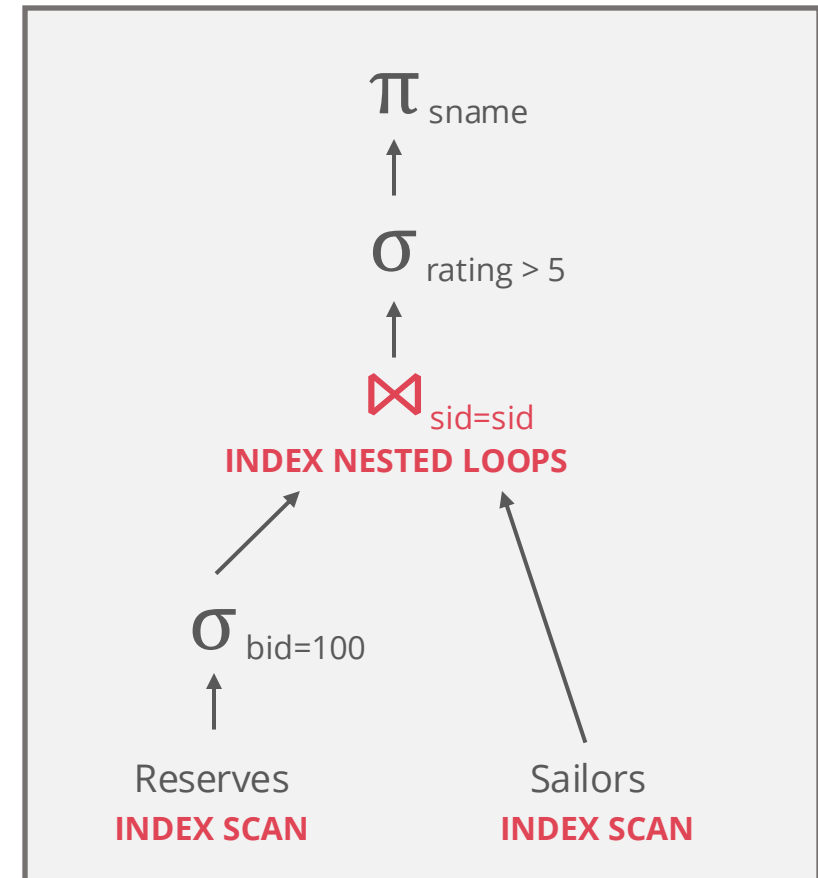 π sname
σ rating > 5
⋈ sid=sid
INDEX NESTED LOOPS
σ bid=100
Reserves
INDEX SCAN
Sailors
INDEX SCAN